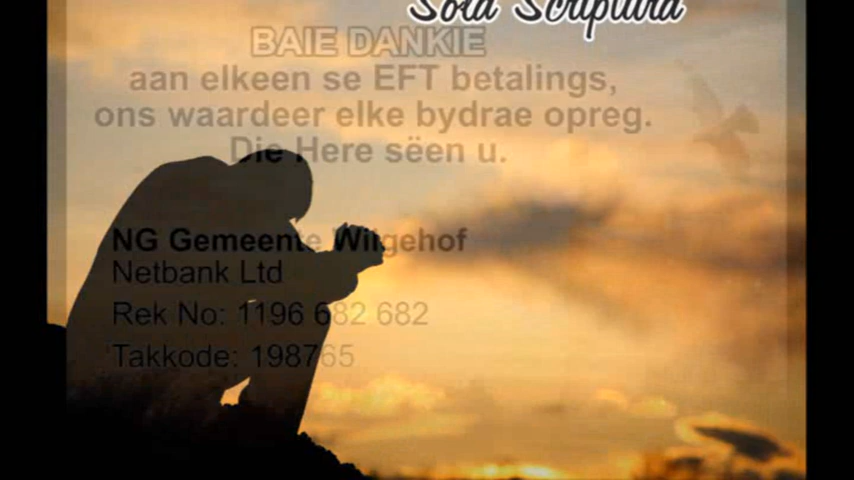 Sola Scriptura
BAIE DANKIE
aan elkeen se EFT betalings,
ons waardeer elke bydrae opreg.
Die Here sëen u.
NG Gemeente Wilgehof
Netbank Ltd
Rek No: 1196 682 682
Takkode: 198765